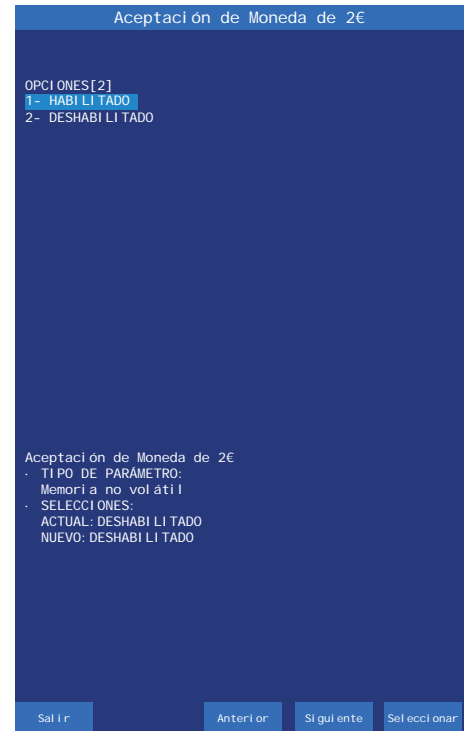 Aceptación de Moneda de 2€
OPCIONES[2]
1- HABILITADO
2- DESHABILITADO
Aceptación de Moneda de 2€
· TIPO DE PARÁMETRO:
Memoria no volátil
· SELECCIONES:
ACTUAL: DESHABILITADO
NUEVO: DESHABILITADO
Salir Anterior Siguiente Seleccionar